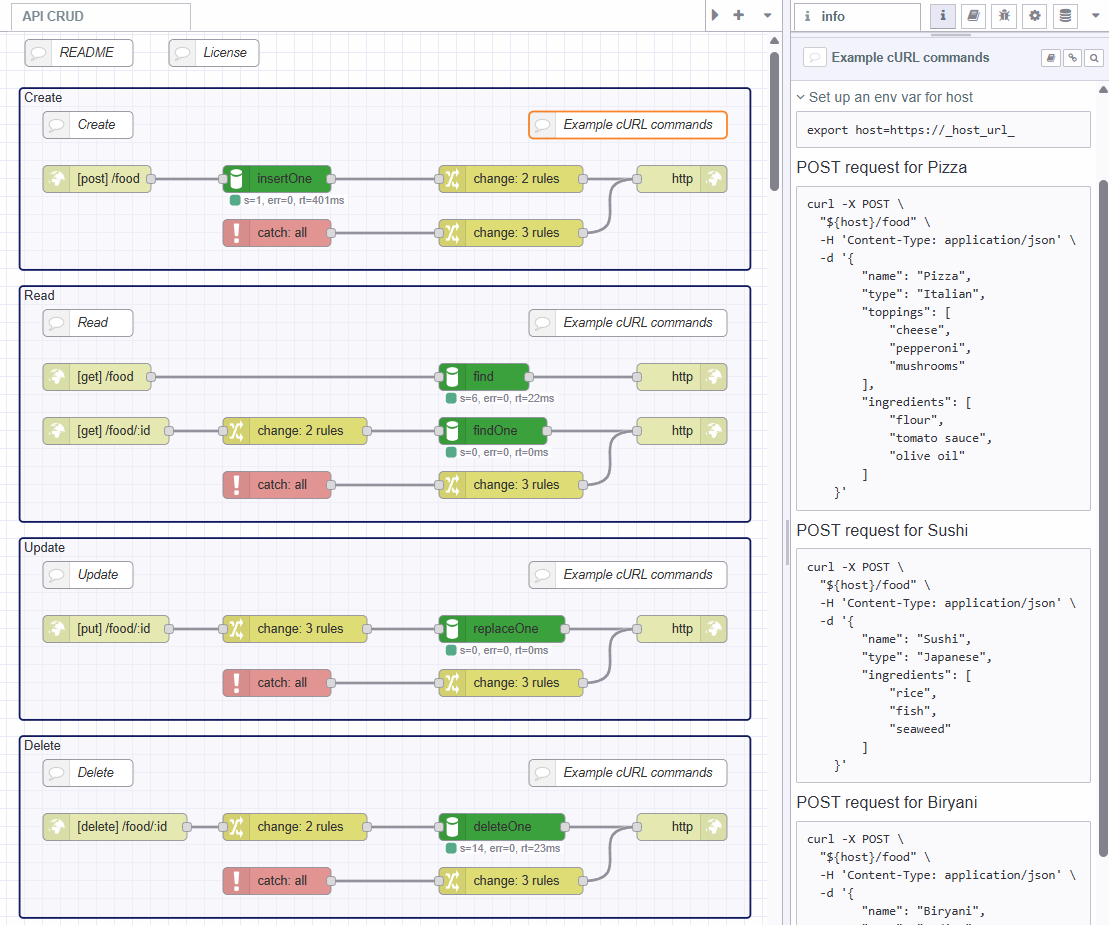 API CRUD
README
License
Create
Create
Example cURL commands
[post] /food
insertOne
change: 2 rules
http
s=1, err=0, rt=401ms
catch: all
change: 3 rules
Read
Read
Example cURL commands
[get] /food
find
http
s=6, err=0, rt=22ms
[get] /food/:id
change: 2 rules
findOne
http
s=0, err=0, rt=0ms
catch: all
change: 3 rules
Update
Update
Example cURL commands
[put] /food/:id
change: 3 rules
replaceOne
http
s=0, err=0, rt=0ms
catch: all
change: 3 rules
Delete
Delete
Example cURL commands
[delete] /food/:id
change: 2 rules
deleteOne
http
s=14, err=0, rt=23ms
catch: all
change: 3 rules
i info
i
Example cURL commands
Set up an env var for host
export host=https://_host_url_
POST request for Pizza
curl -X POST \
"${host}/food" \
-H 'Content-Type: application/json' \
-d '{
"name": "Pizza",
"type": "Italian",
"toppings": [
"cheese",
"pepperoni",
"mushrooms"
],
"ingredients": [
"flour",
"tomato sauce",
"olive oil"
]
}'
POST request for Sushi
curl -X POST \
"${host}/food" \
-H 'Content-Type: application/json' \
-d '{
"name": "Sushi",
"type": "Japanese",
"ingredients": [
"rice",
"fish",
"seaweed"
]
}'
POST request for Biryani
curl -X POST \
"${host}/food" \
-H 'Content-Type: application/json' \
-d '{
"name": "Biryani",